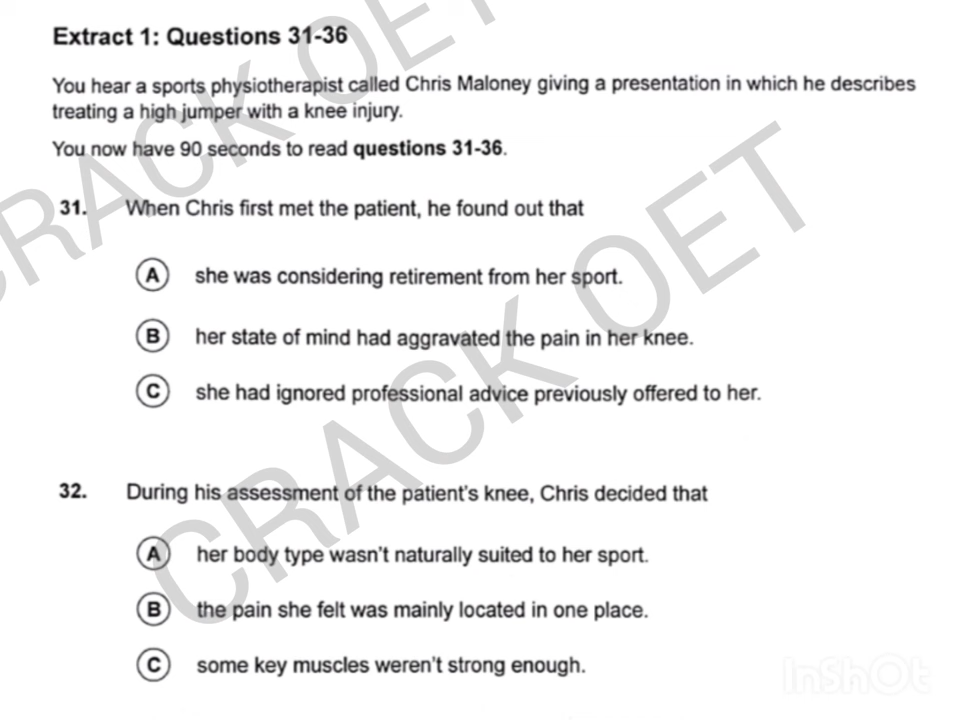 Extract 1: Questions 31-36
You hear a sports physiotherapist called Chris Maloney giving a presentation in which he describes
treating a high jumper with a knee injury.
You now have 90 seconds to read questions 31-36.
31. When Chris first met the patient, he found out that
A she was considering retirement from her sport.
B her state of mind had aggravated the pain in her knee.
C she had ignored professional advice previously offered to her.
32. During his assessment of the patient's knee, Chris decided that
A her body type wasn't naturally suited to her sport.
B the pain she felt was mainly located in one place.
C some key muscles weren't strong enough.
CRACK OET
CRACK OET
InShOt